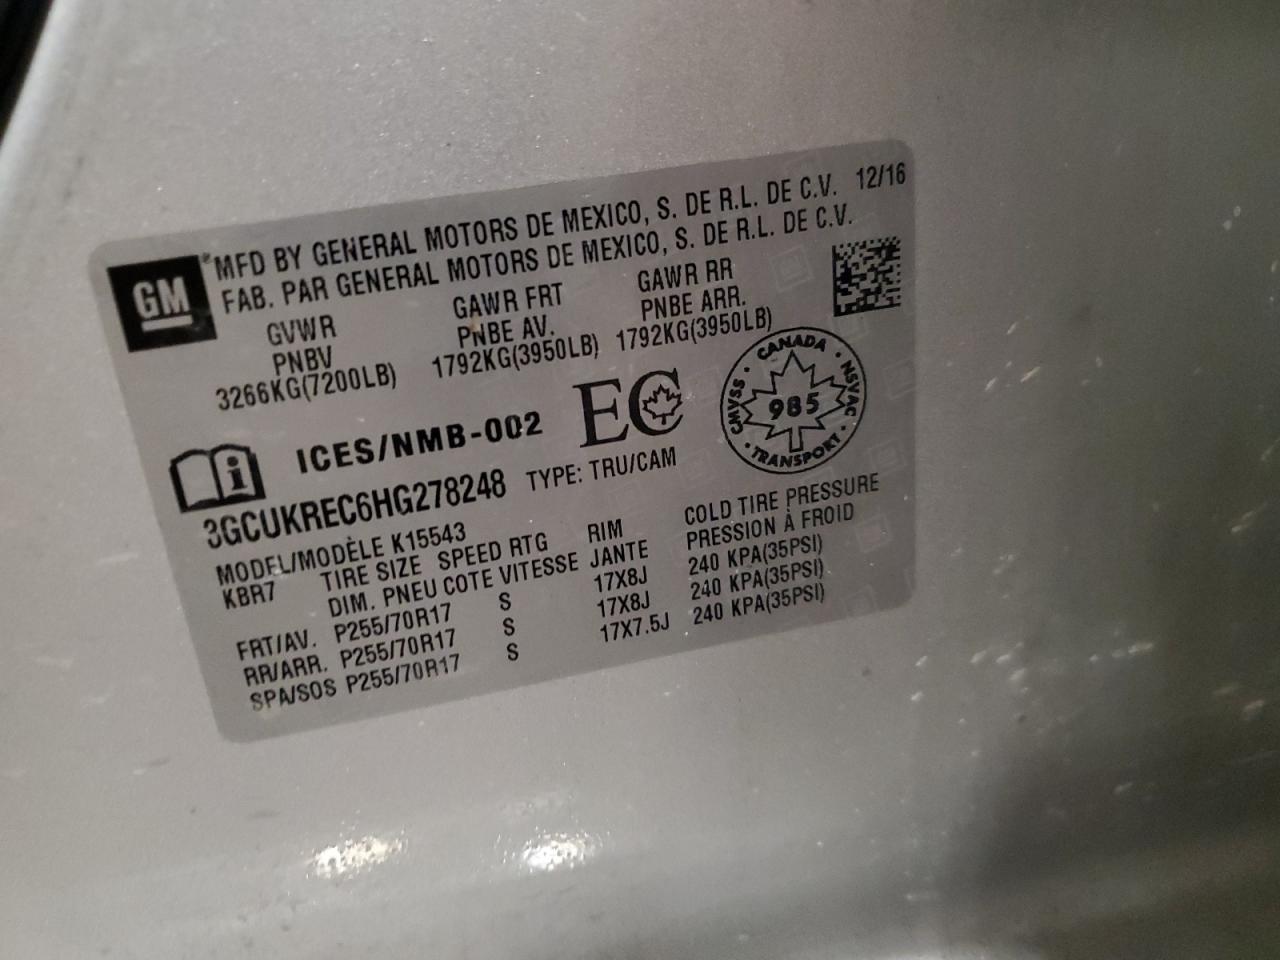 GM
MFD BY GENERAL MOTORS DE MEXICO, S. DE R.L. DE C.V. 12/16
FAB. PAR GENERAL MOTORS DE MEXICO, S. DE R.L. DE C.V.
GVWR GAWR FRT GAWR RR
PNBV PNBE AV. PNBE ARR.
3266KG(7200LB) 1792KG(3950LB) 1792KG(3950LB)
ICES/NMB-002 EC
CANADA · NSVAC · TRANSPORT · CMVSS ·
985
3GCUKREC6HG278248 TYPE: TRU/CAM
MODEL/MODÈLE K15543
KBR7 TIRE SIZE SPEED RTG RIM COLD TIRE PRESSURE
DIM. PNEU COTE VITESSE JANTE PRESSION À FROID
FRT/AV. P255/70R17 S 17X8J 240 KPA(35PSI)
RR/ARR. P255/70R17 S 17X8J 240 KPA(35PSI)
SPA/SOS P255/70R17 S 17X7.5J 240 KPA(35PSI)